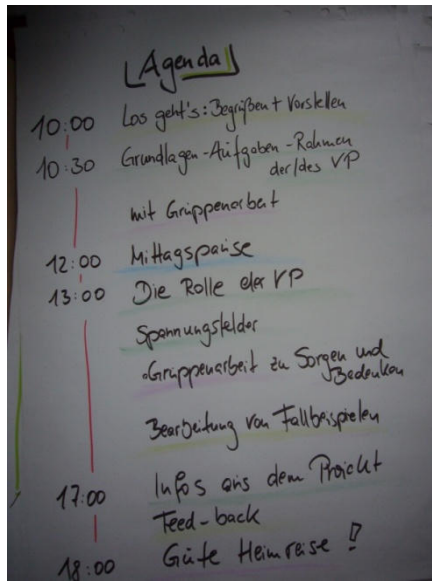 Agenda
10:00 Los geht's: Begrüßen + Vorstellen
10:30 Grundlagen - Aufgaben - Rahmen
der/des VP
mit Gruppenarbeit
12:00 Mittagspause
13:00 Die Rolle der VP
Spannungsfelder
Gruppenarbeit zu Sorgen und
Bedenken
Bearbeitung von Fallbeispielen
17:00 Infos aus dem Projekt
Feed-back
18:00 Gute Heimreise!